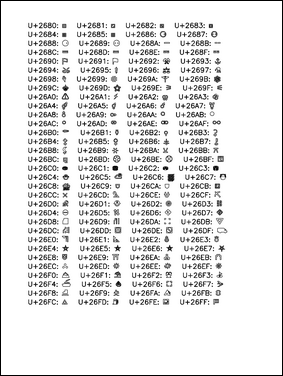 U+2680: ⚀ U+2681: ⚁ U+2682: ⚂ U+2683: ⚃
U+2684: ⚄ U+2685: ⚅ U+2686: ⚆ U+2687: ⚇
U+2688: ⚈ U+2689: ⚉ U+268A: ⚊ U+268B: ⚋
U+268C: ⚌ U+268D: ⚍ U+268E: ⚎ U+268F: ⚏
U+2690: ⚐ U+2691: ⚑ U+2692: ⚒ U+2693: ⚓
U+2694: ⚔ U+2695: ⚕ U+2696: ⚖ U+2697: ⚗
U+2698: ⚘ U+2699: ⚙ U+269A: ⚚ U+269B: ⚛
U+269C: ⚜ U+269D: ⚝ U+269E: ⚞ U+269F: ⚟
U+26A0: ⚠ U+26A1: ⚡ U+26A2: ⚢ U+26A3: ⚣
U+26A4: ⚤ U+26A5: ⚥ U+26A6: ⚦ U+26A7: ⚧
U+26A8: ⚨ U+26A9: ⚩ U+26AA: ⚪ U+26AB: ⚫
U+26AC: ⚬ U+26AD: ⚭ U+26AE: ⚮ U+26AF: ⚯
U+26B0: ⚰ U+26B1: ⚱ U+26B2: ⚲ U+26B3: ⚳
U+26B4: ⚴ U+26B5: ⚵ U+26B6: ⚶ U+26B7: ⚷
U+26B8: ⚸ U+26B9: ⚹ U+26BA: ⚺ U+26BB: ⚻
U+26BC: ⚼ U+26BD: ⚽ U+26BE: ⚾ U+26BF: ⚿
U+26C0: ⛀ U+26C1: ⛁ U+26C2: ⛂ U+26C3: ⛃
U+26C4: ⛄ U+26C5: ⛅ U+26C6: ⛆ U+26C7: ⛇
U+26C8: ⛈ U+26C9: ⛉ U+26CA: ⛊ U+26CB: ⛋
U+26CC: ⛌ U+26CD: ⛍ U+26CE: ⛎ U+26CF: ⛏
U+26D0: ⛐ U+26D1: ⛑ U+26D2: ⛒ U+26D3: ⛓
U+26D4: ⛔ U+26D5: ⛕ U+26D6: ⛖ U+26D7: ⛗
U+26D8: ⛘ U+26D9: ⛙ U+26DA: ⛚ U+26DB: ⛛
U+26DC: ⛜ U+26DD: ⛝ U+26DE: ⛞ U+26DF: ⛟
U+26E0: ⛠ U+26E1: ⛡ U+26E2: ⛢ U+26E3: ⛣
U+26E4: ⛤ U+26E5: ⛥ U+26E6: ⛦ U+26E7: ⛧
U+26E8: ⛨ U+26E9: ⛩ U+26EA: ⛪ U+26EB: ⛫
U+26EC: ⛬ U+26ED: ⛭ U+26EE: ⛮ U+26EF: ⛯
U+26F0: ⛰ U+26F1: ⛱ U+26F2: ⛲ U+26F3: ⛳
U+26F4: ⛴ U+26F5: ⛵ U+26F6: ⛶ U+26F7: ⛷
U+26F8: ⛸ U+26F9: ⛹ U+26FA: ⛺ U+26FB: ⛻
U+26FC: ⛼ U+26FD: ⛽ U+26FE: ⛾ U+26FF: ⛿